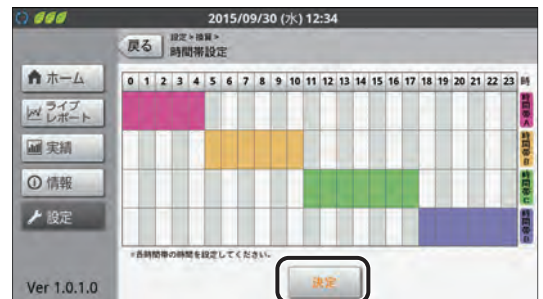 2015/09/30 (水) 12:34
戻る
設定 > 換算 >
時間帯設定
ホーム
ライブ
レポート
実績
情報
設定
Ver 1.0.1.0
0 1 2 3 4 5 6 7 8 9 10 11 12 13 14 15 16 17 18 19 20 21 22 23 時
時間帯A
時間帯B
時間帯C
時間帯D
※各時間帯の時間を設定してください。
決定